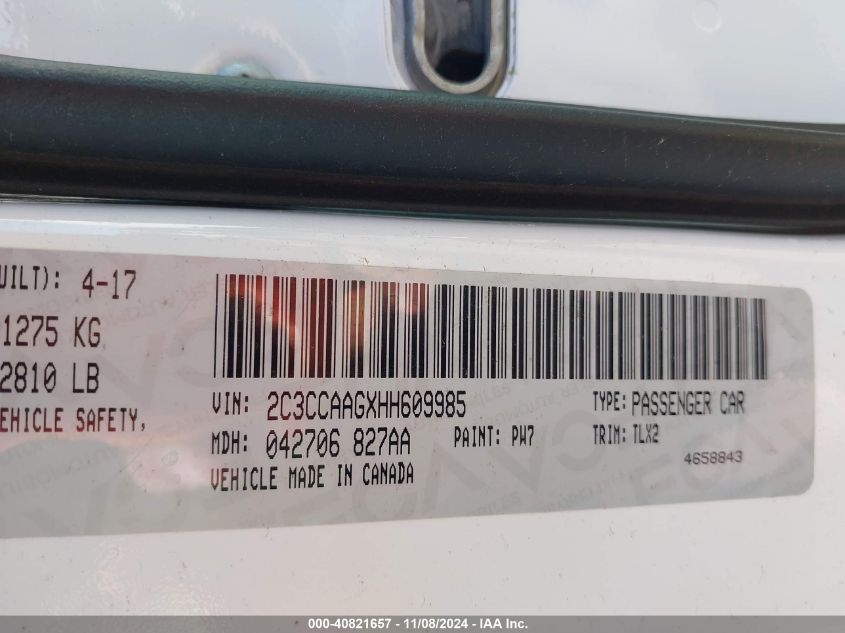 UILT): 4-17
1275 KG
2810 LB
EHICLE SAFETY,
VIN: 2C3CCAAGXHH609985 TYPE: PASSENGER CAR
MDH: 042706 827AA PAINT: PW7 TRIM: TLX2
VEHICLE MADE IN CANADA 4658843
000-40821657 - 11/08/2024 - IAA Inc.